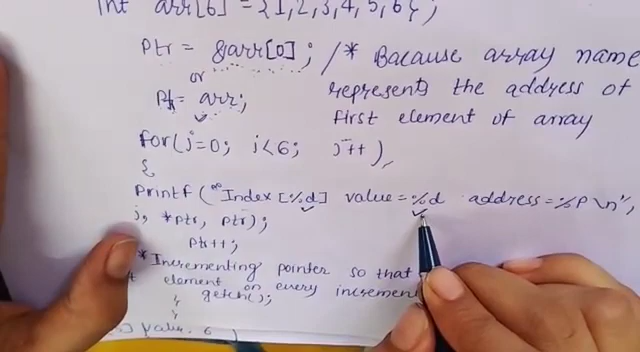 Int arr[6] = {1,2,3,4,5,6};
Ptr = &arr[0]; /* Bacause array name
or
represents the address of
Ptr = arr;
first element of array
for(i=0; i<6; i++),
{
Printf ("Index [%d] value=%d address=%P \n",
i, *ptr, ptr);
ptr++;
*Incrementing pointer so that
element on every increment
getch();
}
value. 6